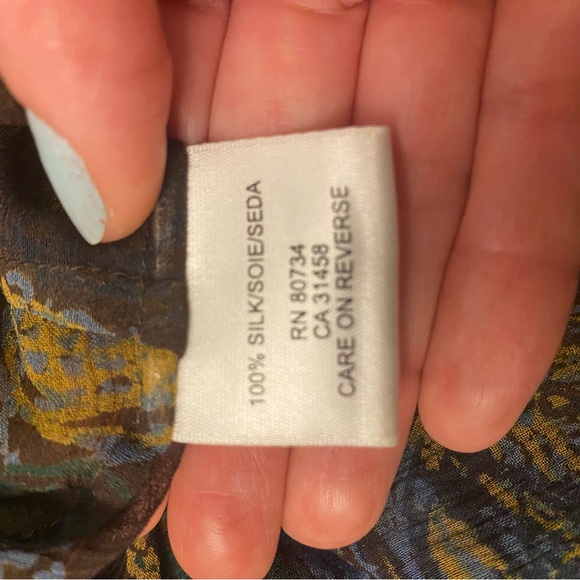 100% SILK/SOIE/SEDA
RN 80734
CA 31458
CARE ON REVERSE